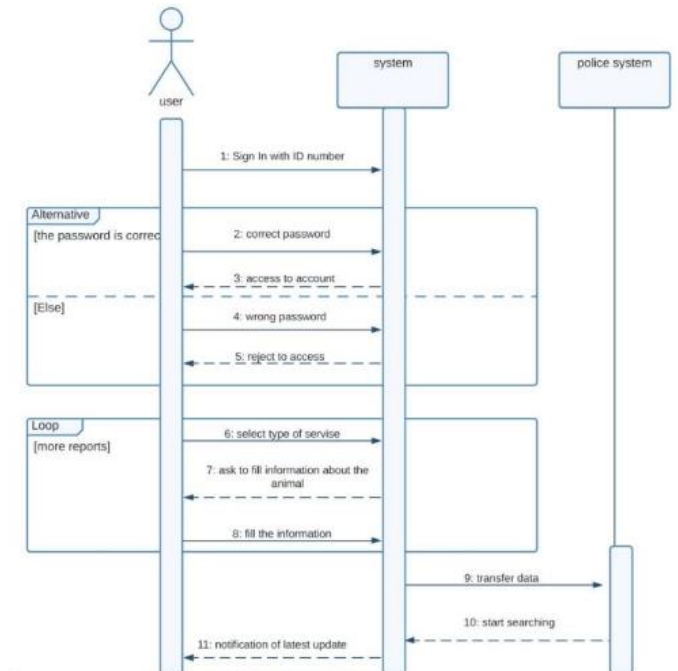 user
system
police system
1: Sign In with ID number
Alternative
[the password is correc
2: correct password
3: access to account
[Else]
4: wrong password
5: reject to access
Loop
[more reports]
6: select type of servise
7: ask to fill information about the
animal
8: fill the information
9: transfer data
10: start searching
11: notification of latest update